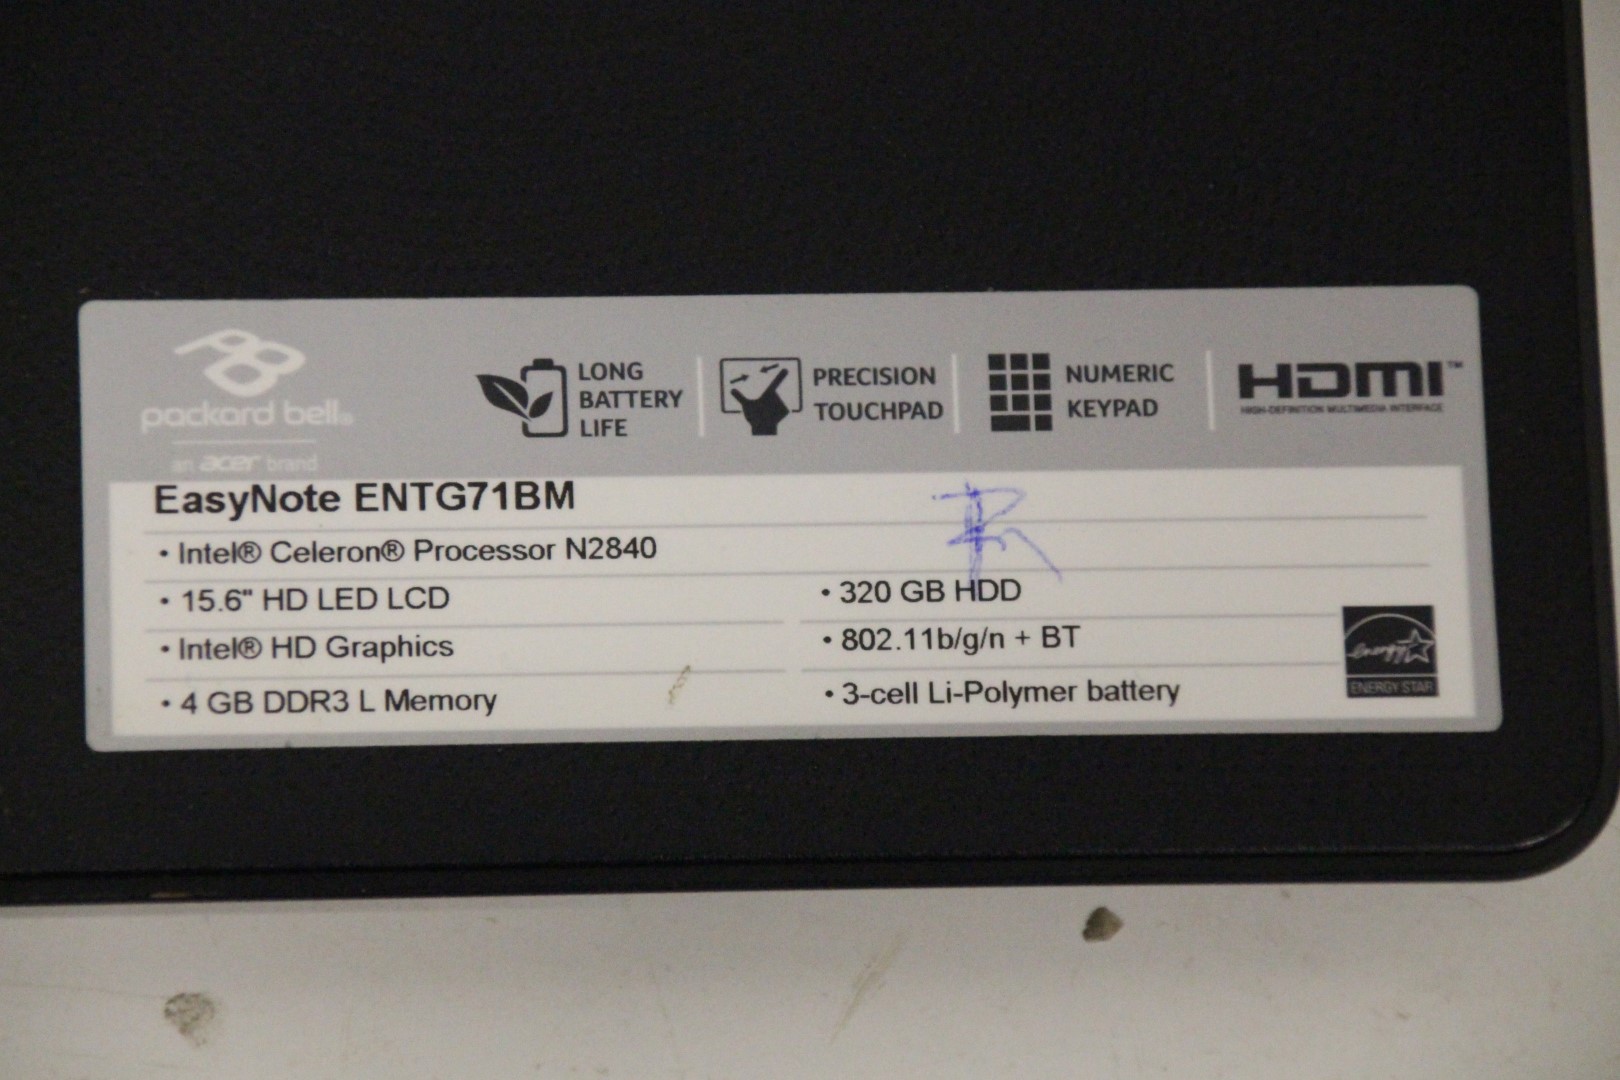 packard bell®
an acer brand
LONG
BATTERY
LIFE
PRECISION
TOUCHPAD
NUMERIC
KEYPAD
HDMI™
HIGH-DEFINITION MULTIMEDIA INTERFACE
EasyNote ENTG71BM
• Intel® Celeron® Processor N2840
• 15.6" HD LED LCD
• Intel® HD Graphics
• 4 GB DDR3 L Memory
• 320 GB HDD
• 802.11b/g/n + BT
• 3-cell Li-Polymer battery
energy
ENERGY STAR